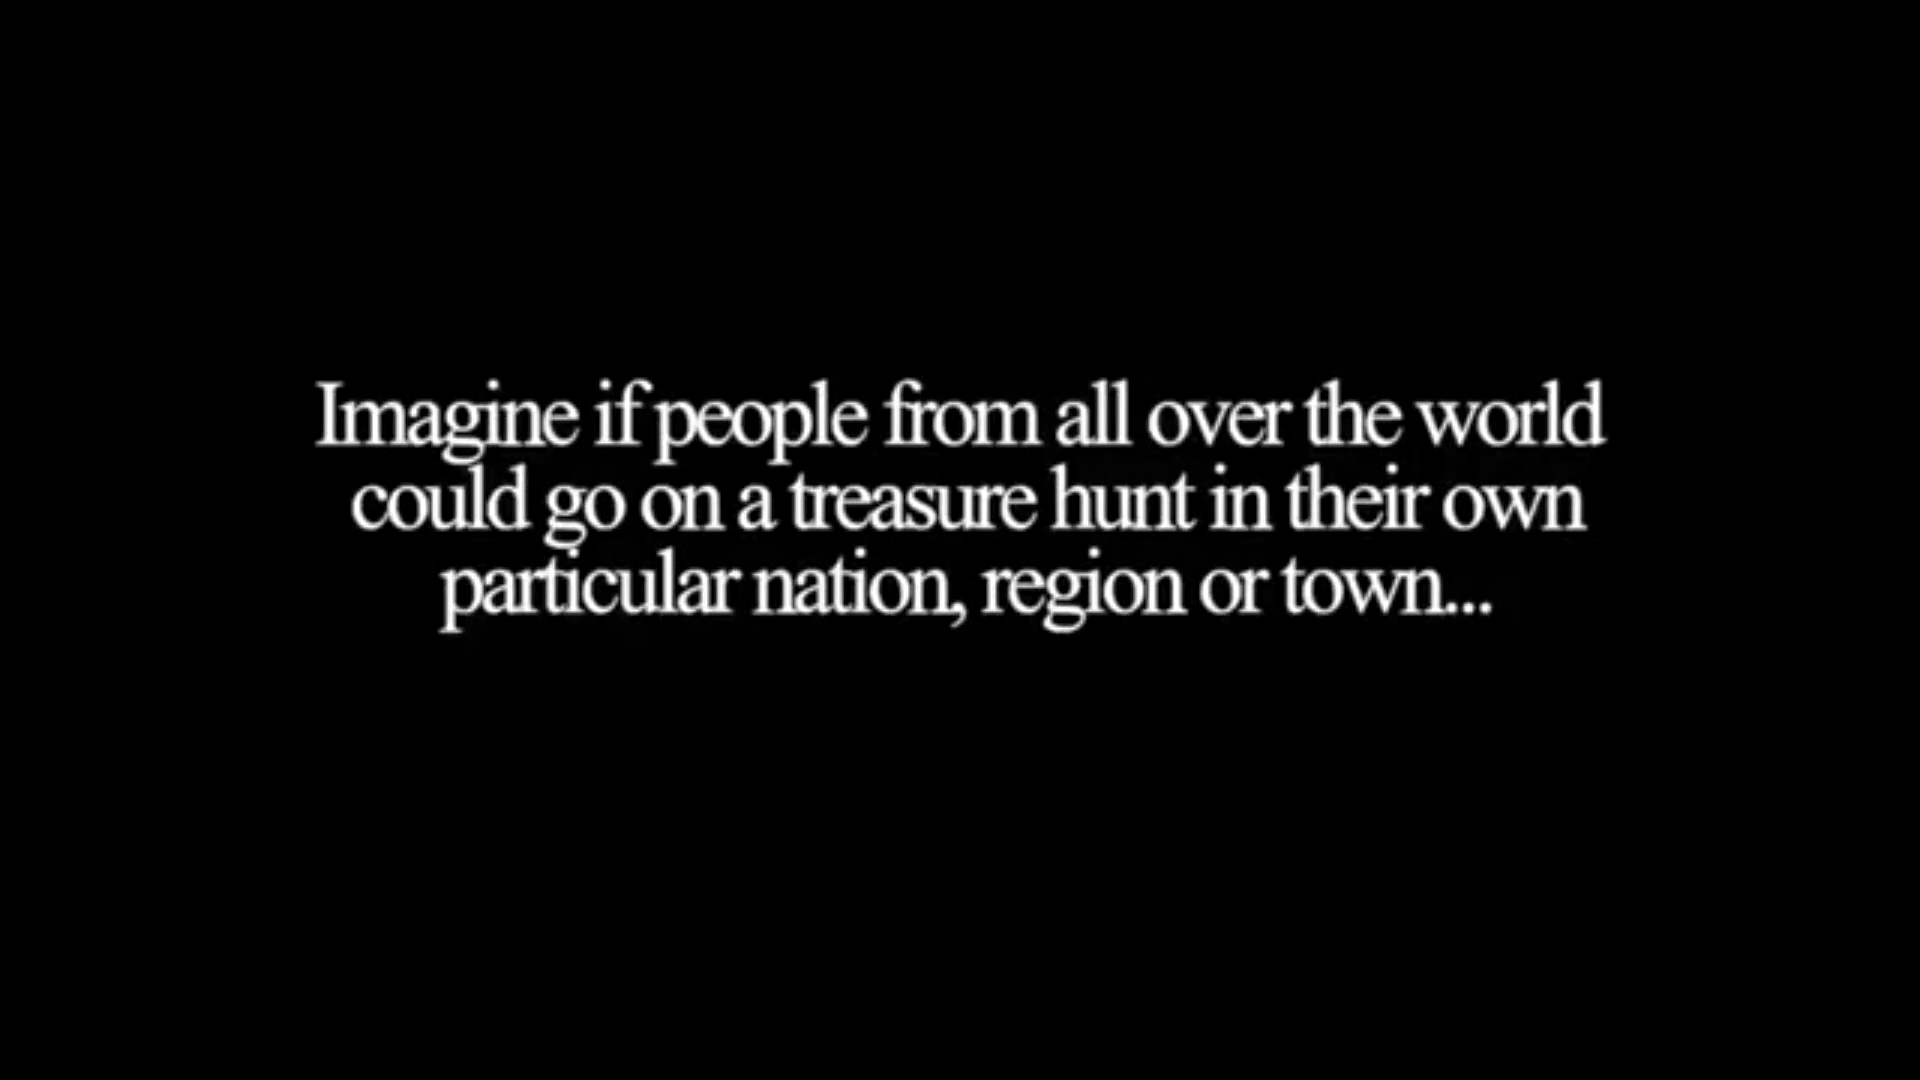 Imagine if people from all over the world
could go on a treasure hunt in their own
particular nation, region or town...